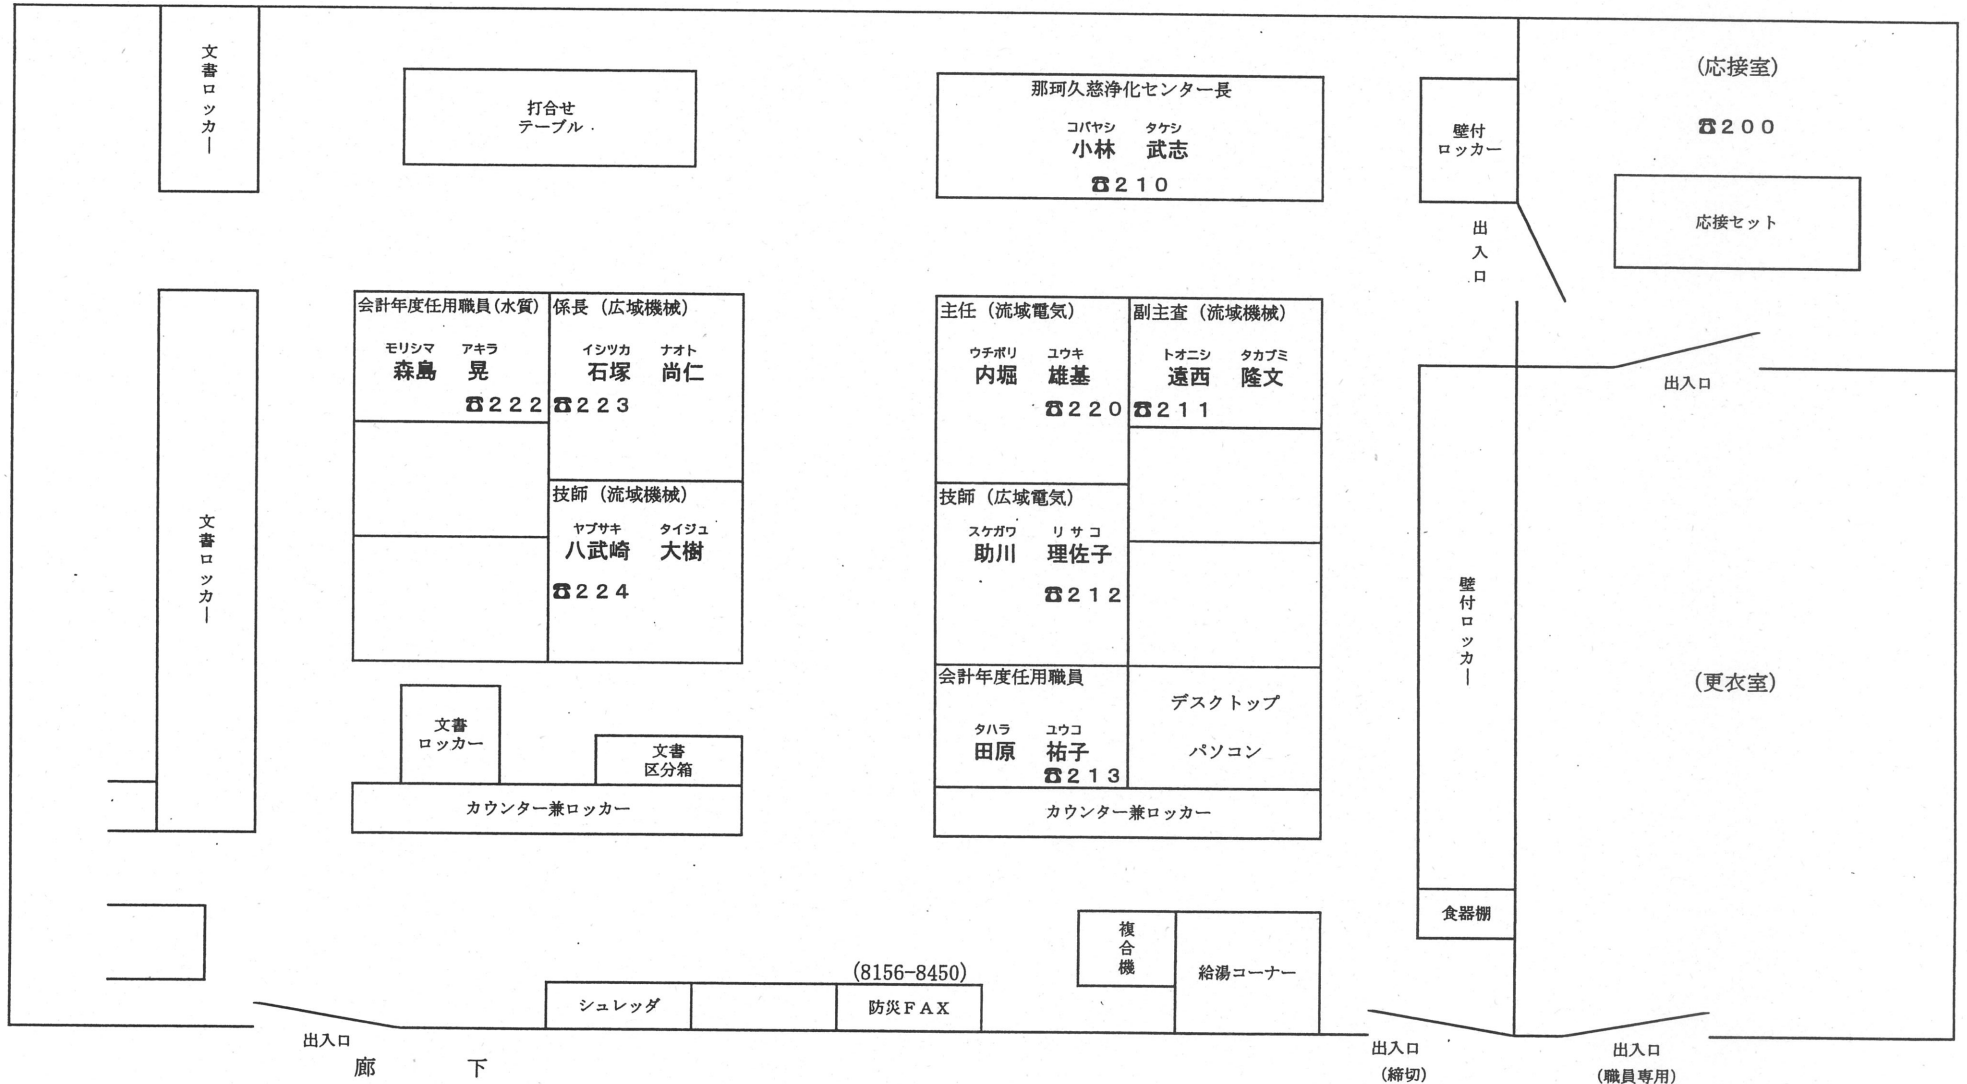 文書ロッカー
打合せ
テーブル
那珂久慈浄化センター長
コバヤシ タケシ
小林 武志
☎210
壁付
ロッカー
(応接室)
☎200
応接セット
出入口
出入口
文書ロッカー
会計年度任用職員(水質)
モリシマ アキラ
森島 晃
☎222
係長（広域機械）
イシツカ ナオト
石塚 尚仁
☎223
技師（流域機械）
ヤブサキ タイジュ
八武崎 大樹
☎224
主任（流域電気）
ウチボリ ユウキ
内堀 雄基
☎220
副主査（流域機械）
トオニシ タカブミ
遠西 隆文
☎211
技師（広域電気）
スケガワ リサコ
助川 理佐子
☎212
会計年度任用職員
タハラ ユウコ
田原 祐子
☎213
デスクトップ
パソコン
壁付ロッカー
(更衣室)
文書
ロッカー
文書
区分箱
カウンター兼ロッカー
カウンター兼ロッカー
食器棚
複合機
給湯コーナー
(8156-8450)
シュレッダ
防災ＦＡＸ
出入口
廊 下
出入口
(締切)
出入口
(職員専用)